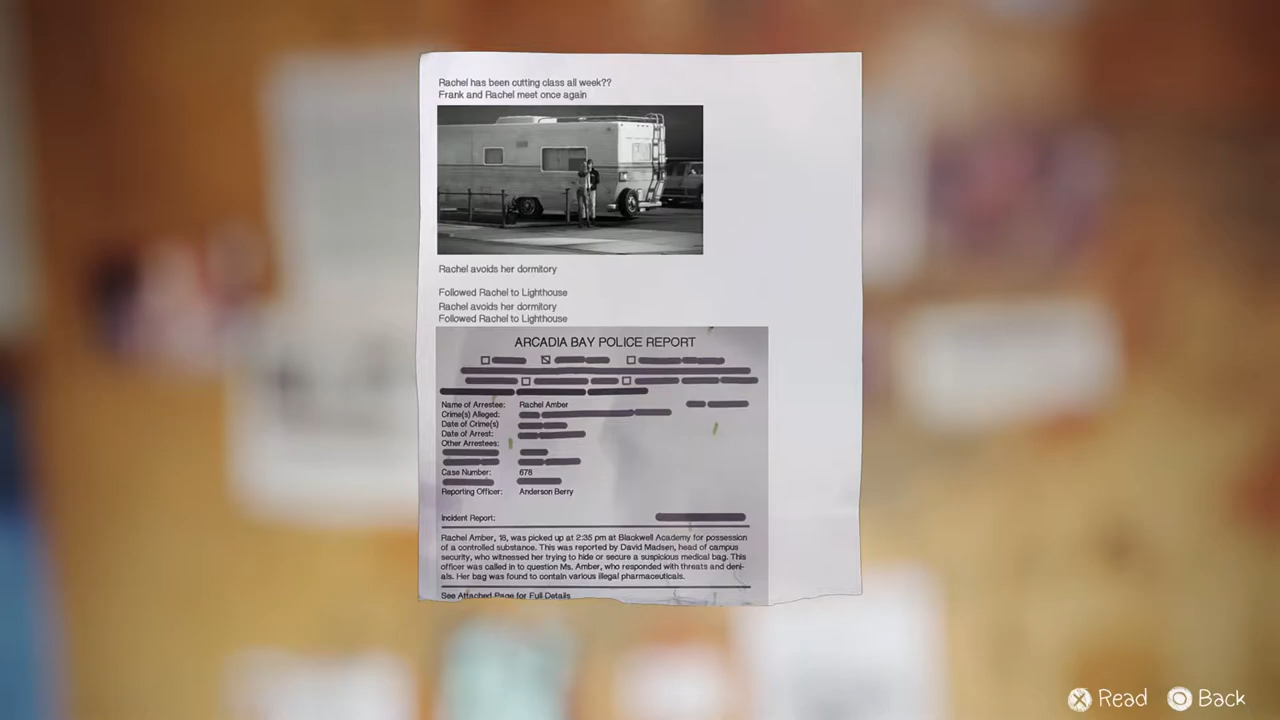 Rachel has been cutting class all week??
Frank and Rachel meet once again
Rachel avoids her dormitory
Followed Rachel to Lighthouse
Rachel avoids her dormitory
Followed Rachel to Lighthouse
ARCADIA BAY POLICE REPORT
Name of Arrestee: Rachel Amber
Crime(s) Alleged:
Date of Crime(s)
Date of Arrest:
Other Arrestees:
Case Number: 678
Reporting Officer: Anderson Berry
Incident Report:
Rachel Amber, 18, was picked up at 2:35 pm at Blackwell Academy for possession
of a controlled substance. This was reported by David Madsen, head of campus
security, who witnessed her trying to hide or secure a suspicious medical bag. This
officer was called in to question Ms. Amber, who responded with threats and deni-
als. Her bag was found to contain various illegal pharmaceuticals.
See Attached Page for Full Details
Read Back